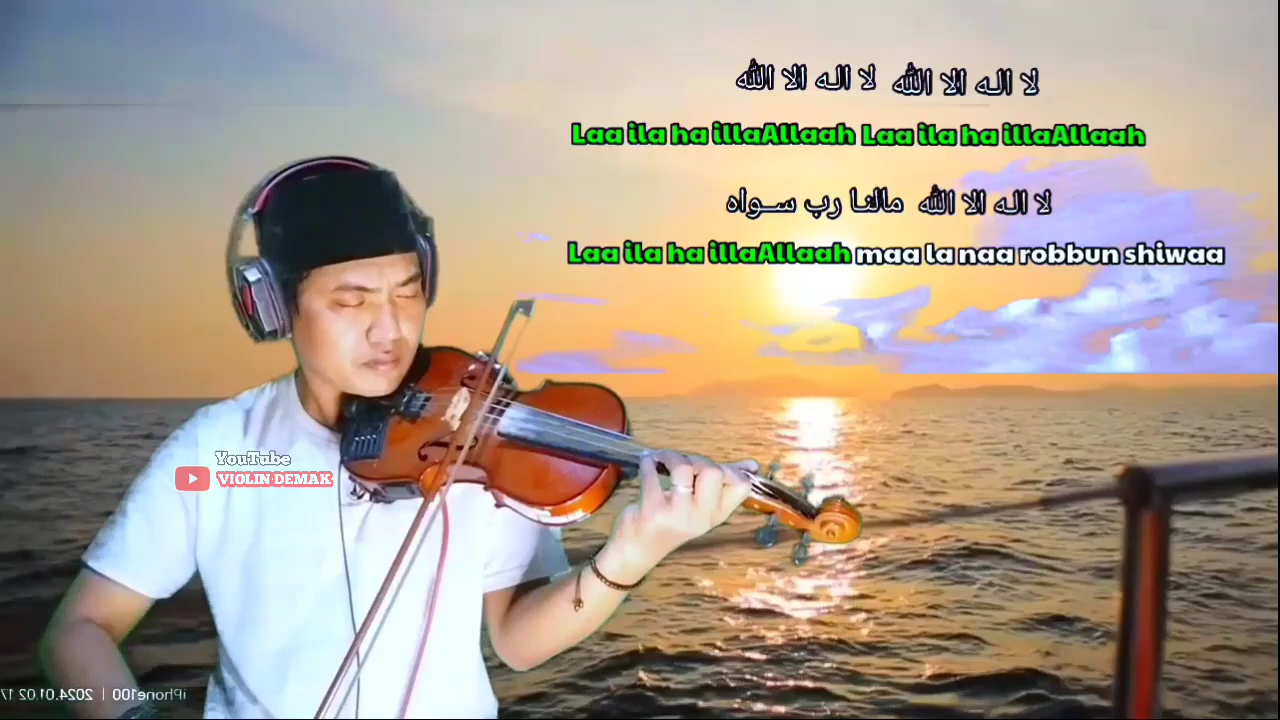 لا اله الا الله لا اله الا الله
Laa ila ha illaAllaah Laa ila ha illaAllaah
لا اله الا الله مالنا رب سواه
Laa ila ha illaAllaah maa la naa robbun shiwaa
YouTube
VIOLIN DEMAK
iPhone100 | 2024.01.02 17